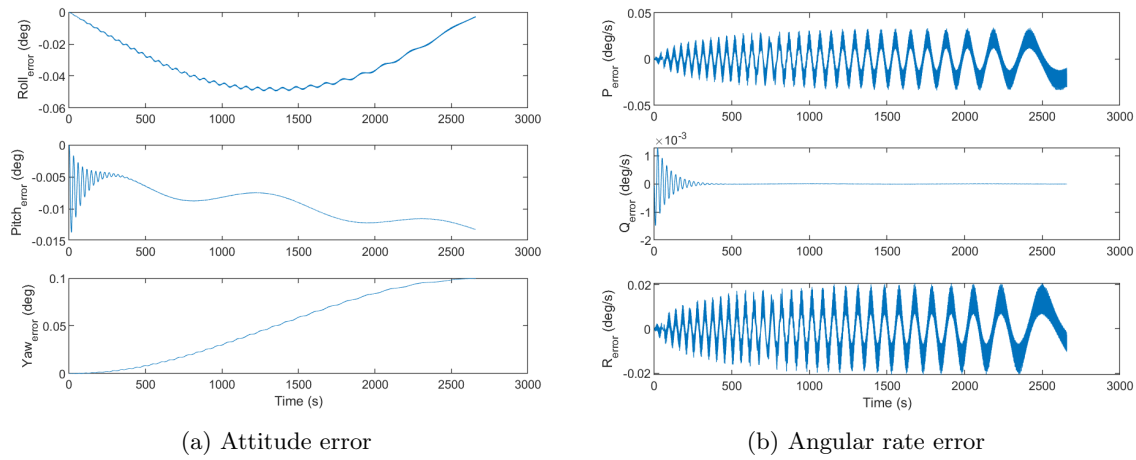 0
-0.02
-0.04
-0.06
Roll_error (deg)
0 500 1000 1500 2000 2500 3000
0
-0.005
-0.01
-0.015
Pitch_error (deg)
0 500 1000 1500 2000 2500 3000
0.1
0.05
0
Yaw_error (deg)
0 500 1000 1500 2000 2500 3000
Time (s)
(a) Attitude error
0.05
0
-0.05
P_error (deg/s)
0 500 1000 1500 2000 2500 3000
×10^-3
1
0
-1
-2
Q_error (deg/s)
0 500 1000 1500 2000 2500 3000
0.02
0
-0.02
R_error (deg/s)
0 500 1000 1500 2000 2500 3000
Time (s)
(b) Angular rate error